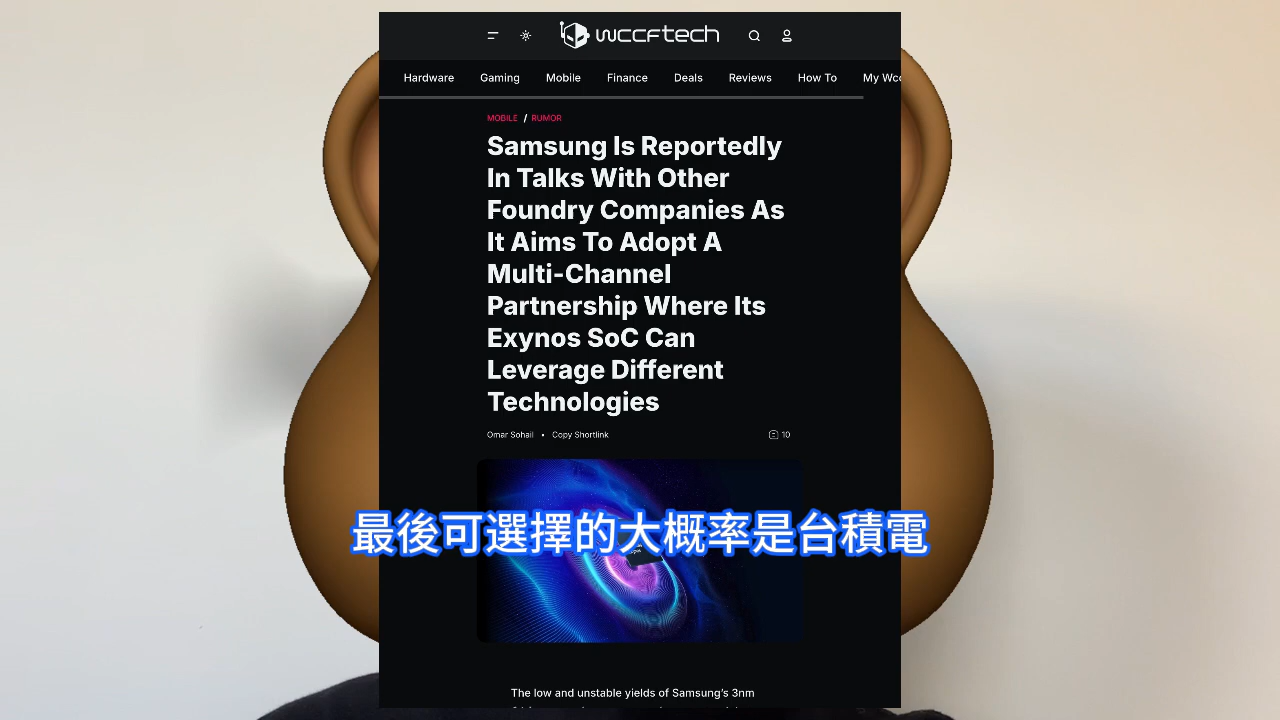 wccftech
Hardware Gaming Mobile Finance Deals Reviews How To My
MOBILE / RUMOR
Samsung Is Reportedly
In Talks With Other
Foundry Companies As
It Aims To Adopt A
Multi-Channel
Partnership Where Its
Exynos SoC Can
Leverage Different
Technologies
Omar Sohail • Copy Shortlink 10
最後可選擇的大概率是台積電
The low and unstable yields of Samsung's 3nm